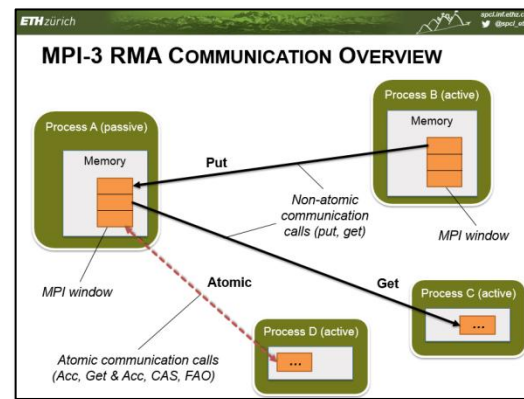 ETHzürich
spcl.inf.ethz.ch
@spcl_eth
MPI-3 RMA COMMUNICATION OVERVIEW
Process A (passive)
Memory
MPI window
Process B (active)
Memory
MPI window
Put
Non-atomic
communication
calls (put, get)
Atomic
Get
Process C (active)
...
Process D (active)
...
Atomic communication calls
(Acc, Get & Acc, CAS, FAO)